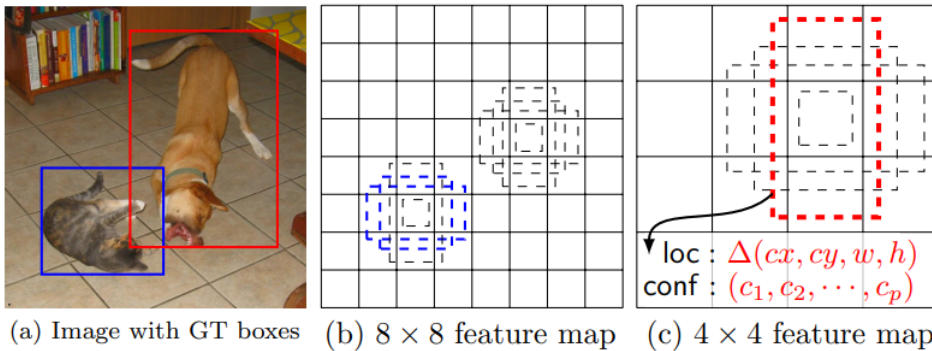 loc : Δ(cx, cy, w, h)
conf : (c₁, c₂, ⋯, cₚ)
(a) Image with GT boxes
(b) 8 × 8 feature map
(c) 4 × 4 feature map